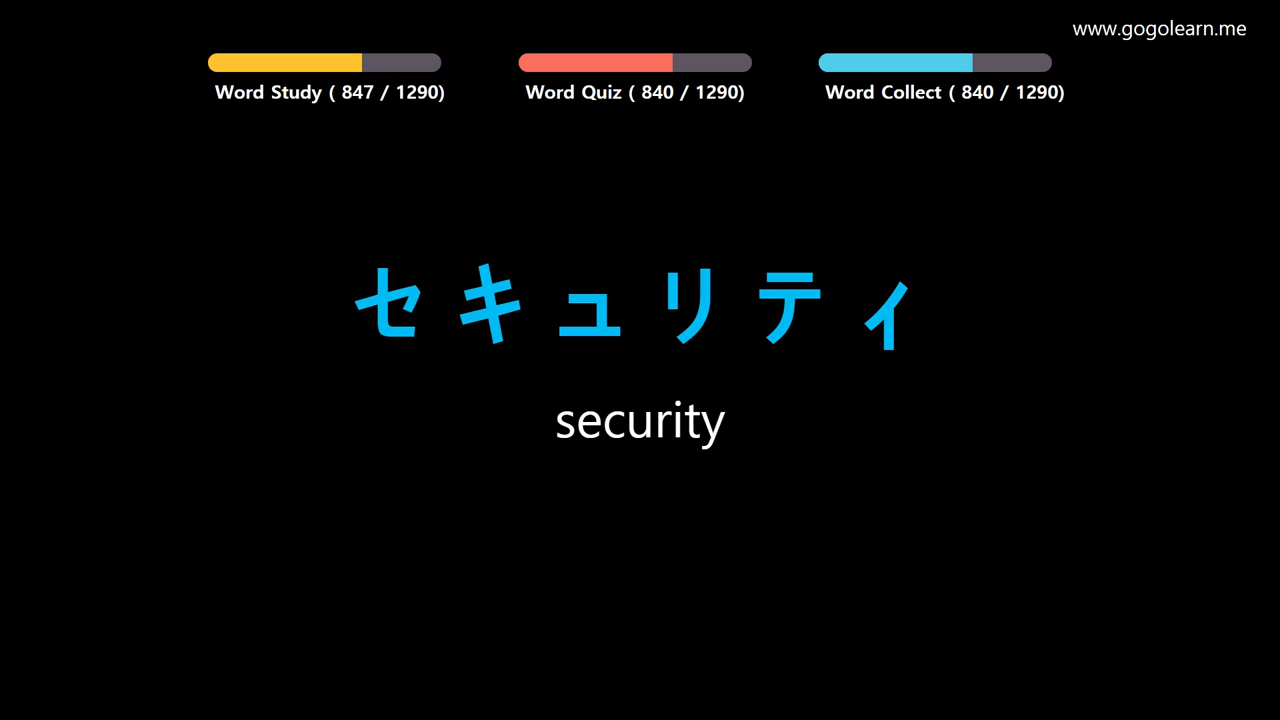 www.gogolearn.me
Word Study ( 847 / 1290)
Word Quiz ( 840 / 1290)
Word Collect ( 840 / 1290)
セキュリティ
security